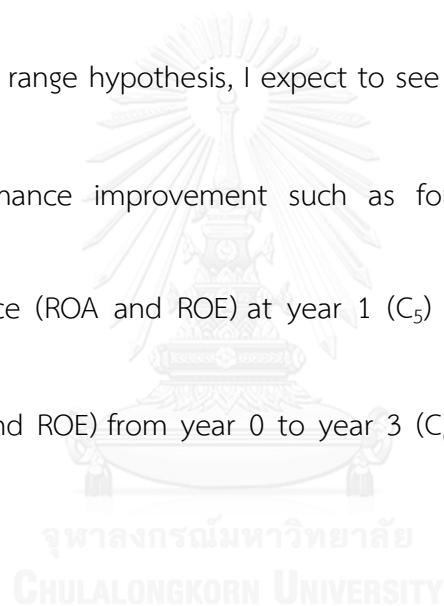 range hypothesis, I expect to see
mance improvement such as fo
ce (ROA and ROE) at year 1 (C₅)
nd ROE) from year 0 to year 3 (C
จุฬาลงกรณ์มหาวิทยาลัย
CHULALONGKORN UNIVERSITY